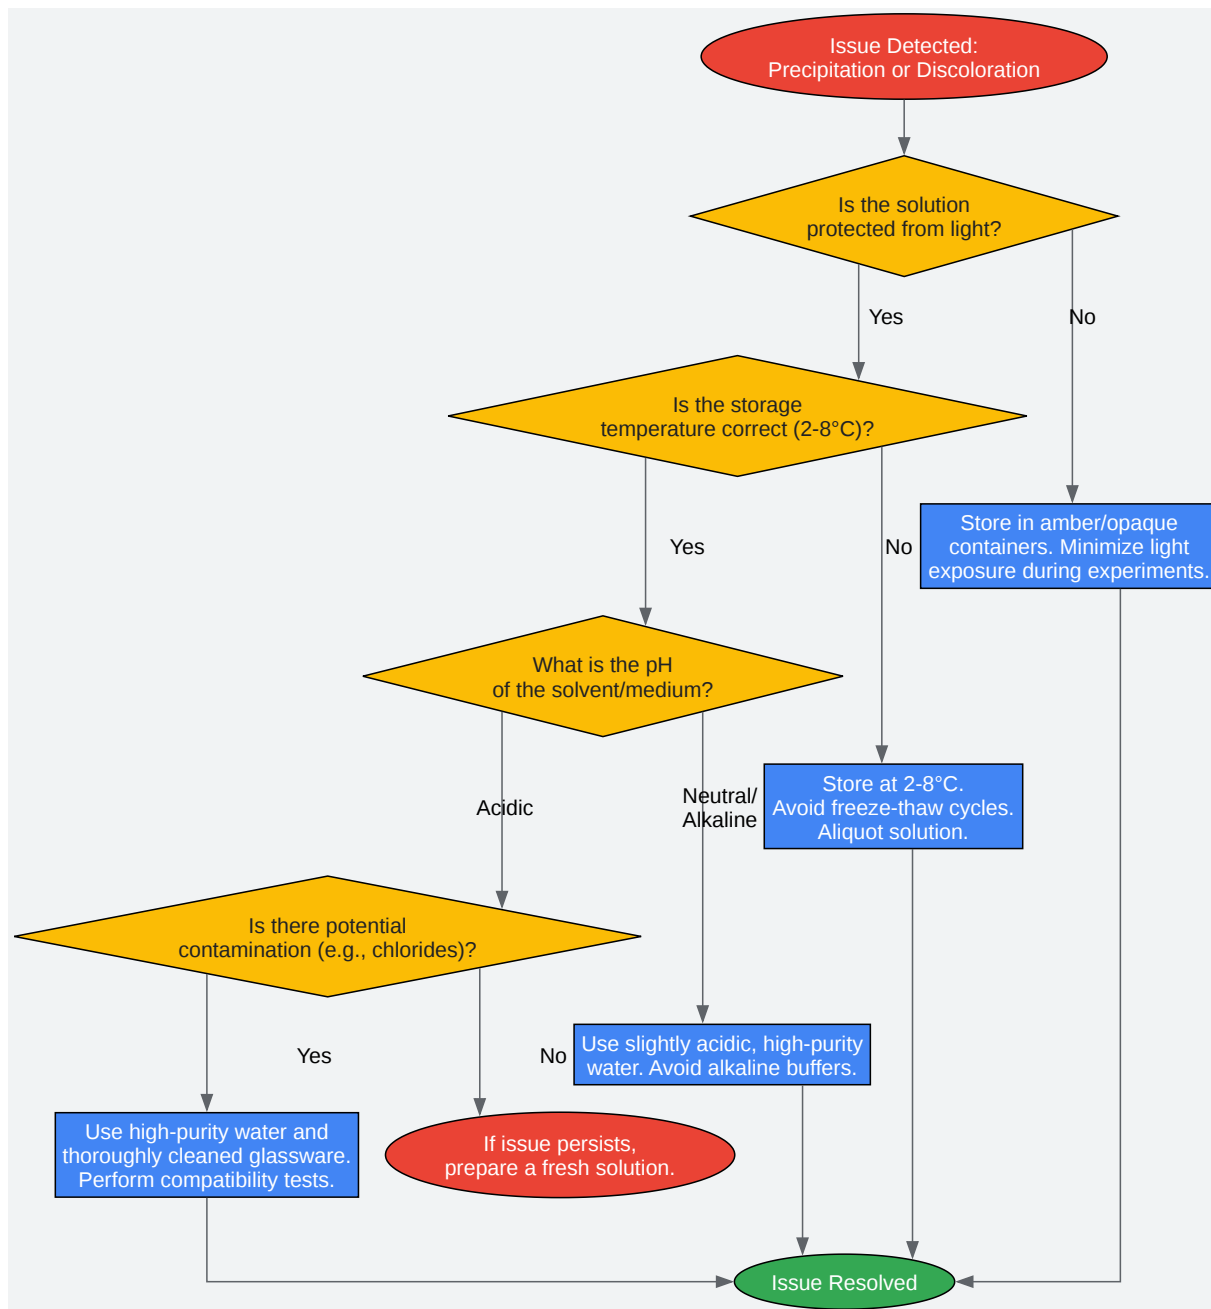 Issue Detected:
Precipitation or Discoloration
Is the solution
protected from light?
Yes
No
Is the storage
temperature correct (2-8°C)?
Store in amber/opaque
containers. Minimize light
exposure during experiments.
Yes
No
What is the pH
of the solvent/medium?
Store at 2-8°C.
Avoid freeze-thaw cycles.
Aliquot solution.
Acidic
Neutral/
Alkaline
Is there potential
contamination (e.g., chlorides)?
Use slightly acidic, high-purity
water. Avoid alkaline buffers.
Yes
No
Use high-purity water and
thoroughly cleaned glassware.
Perform compatibility tests.
If issue persists,
prepare a fresh solution.
Issue Resolved